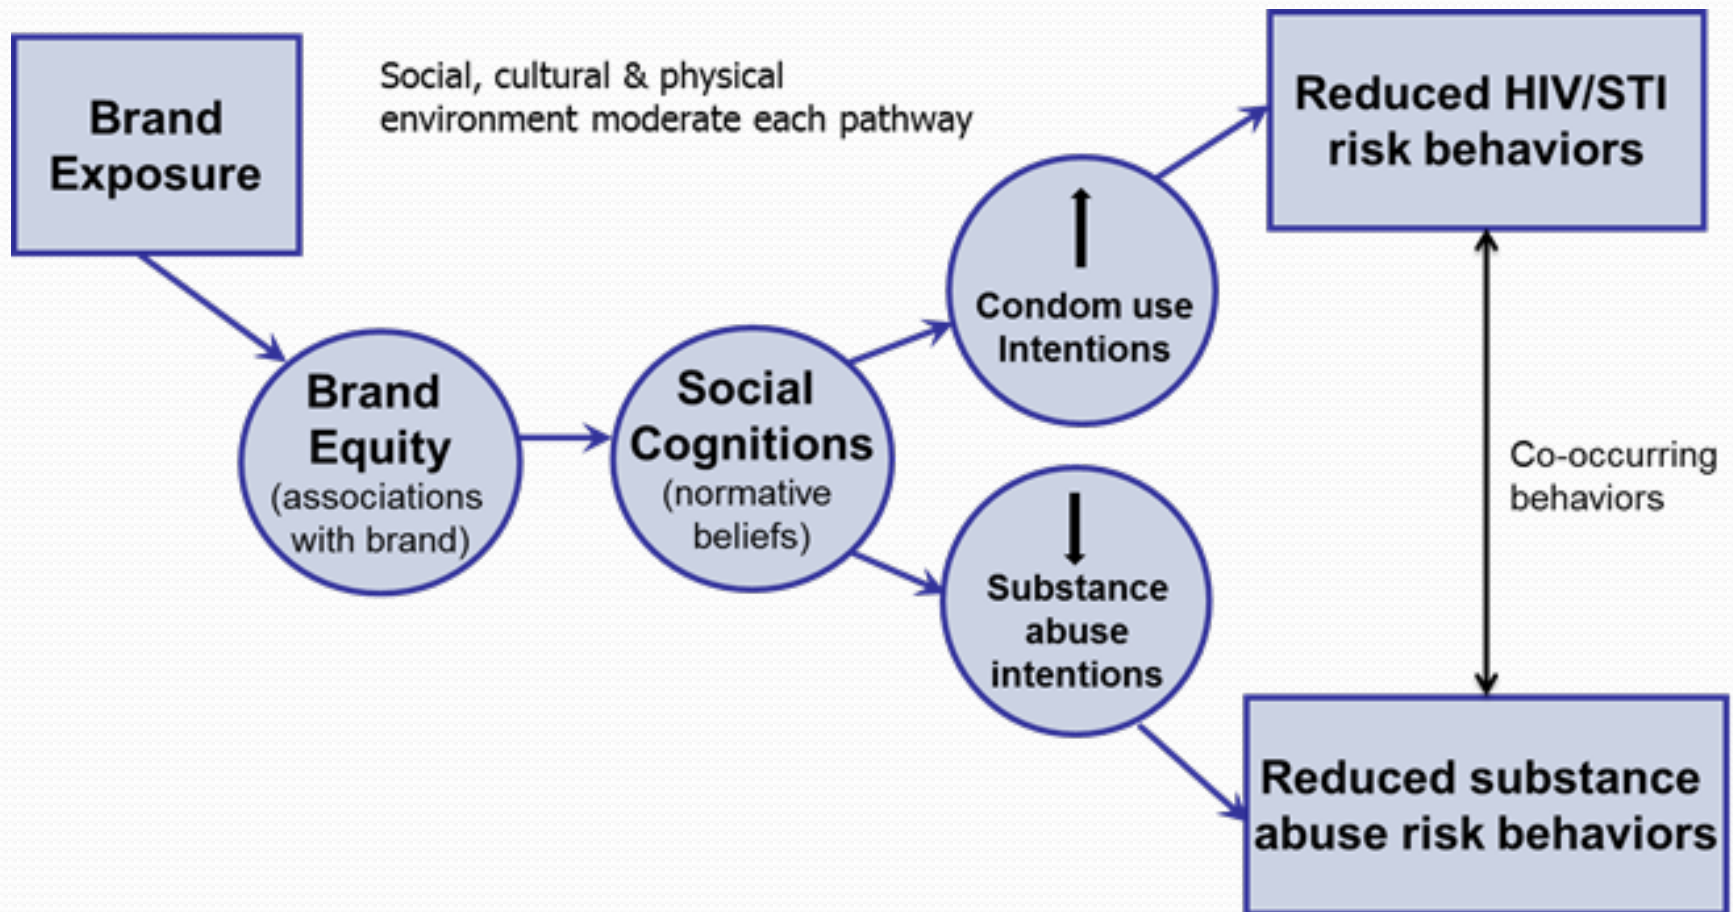 Brand
Exposure
Social, cultural & physical
environment moderate each pathway
Reduced HIV/STI
risk behaviors
Condom use
Intentions
Brand
Equity
(associations
with brand)
Social
Cognitions
(normative
beliefs)
Co-occurring
behaviors
Substance
abuse
intentions
Reduced substance
abuse risk behaviors